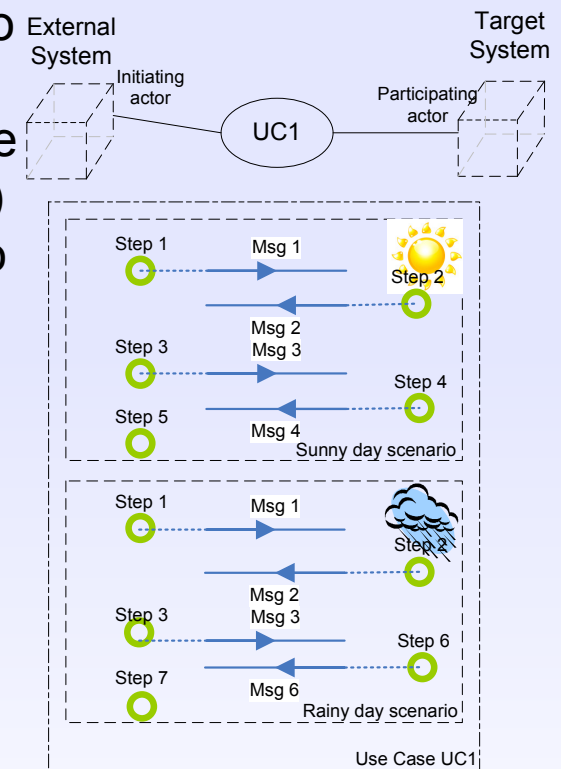 External
System
Target
System
Initiating
actor
Participating
actor
UC1
Step 1
Msg 1
Step 2
Msg 2
Step 3
Msg 3
Step 4
Msg 4
Step 5
Sunny day scenario
Step 1
Msg 1
Step 2
Msg 2
Step 3
Msg 3
Step 6
Msg 6
Step 7
Rainy day scenario
Use Case UC1